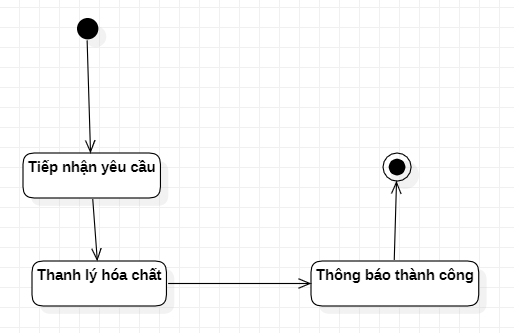 Tiếp nhận yêu cầu
Thanh lý hóa chất
Thông báo thành công